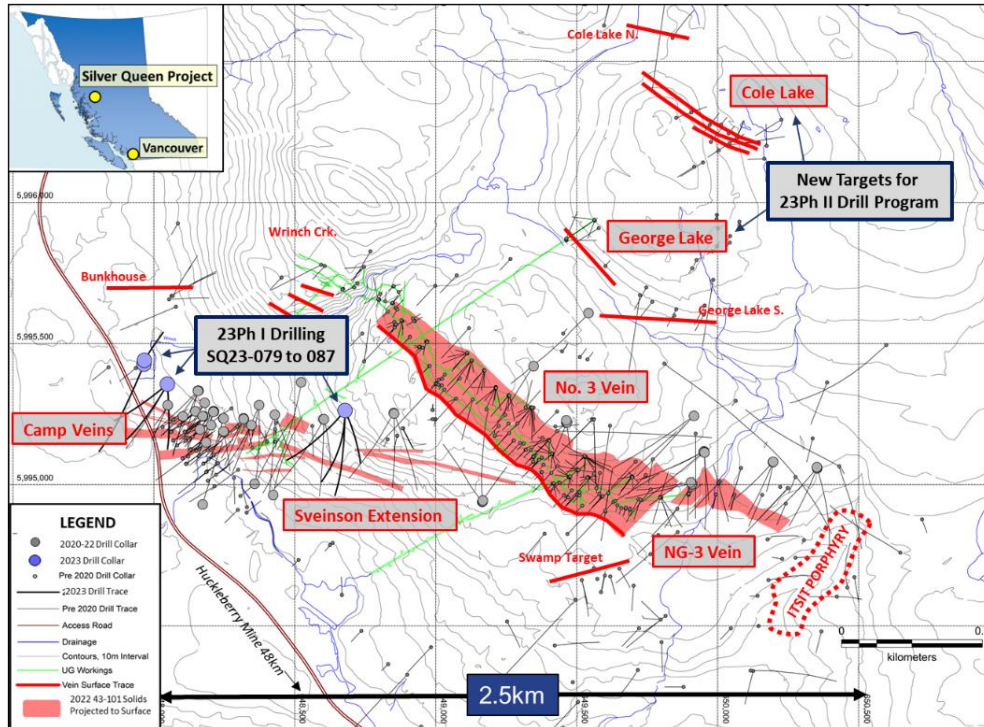 Silver Queen Project
Vancouver
Cole Lake N.
Cole Lake
New Targets for
23Ph II Drill Program
5,996,000
Wrinch Crk.
George Lake
Bunkhouse
George Lake S.
23Ph I Drilling
SQ23-079 to 087
5,995,500
No. 3 Vein
Camp Veins
5,995,000
Sveinson Extension
NG-3 Vein
Swamp Target
ITSIT PORPHYRY
LEGEND
2020-22 Drill Collar
2023 Drill Collar
Pre 2020 Drill Collar
2023 Drill Trace
Pre 2020 Drill Trace
Access Road
Drainage
Contours, 10m Interval
UG Workings
Vein Surface Trace
2022 43-101 Solids
Projected to Surface
Huckleberry Mine 48km
0
kilometers
2.5km